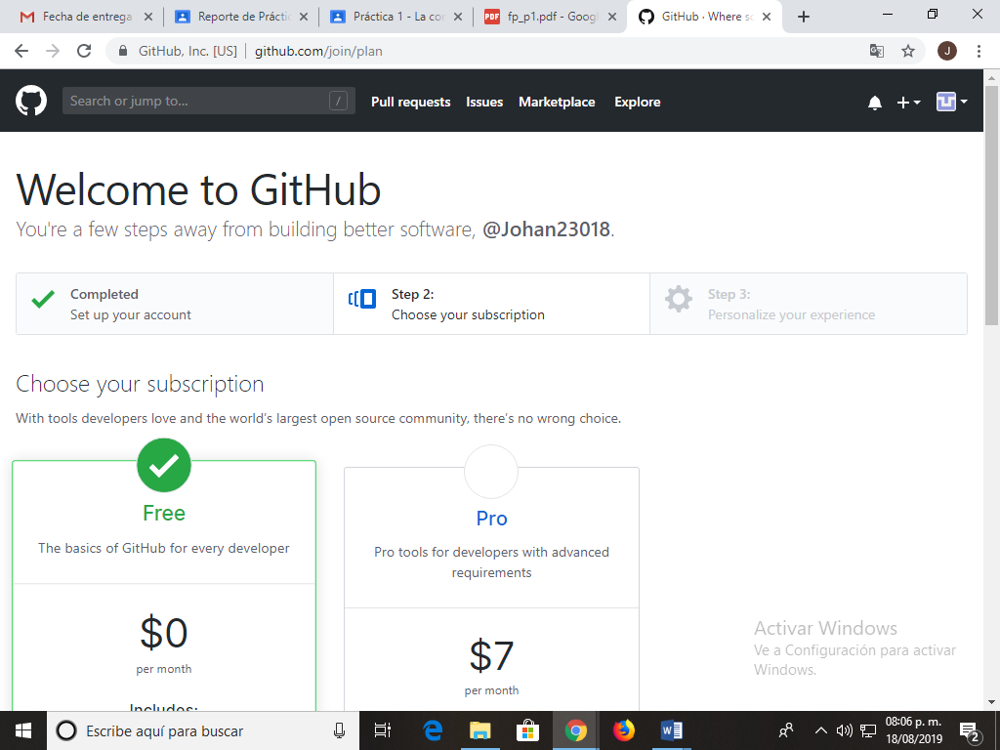 Fecha de entrega
Reporte de Práctic
Práctica 1 - La cor
PDF
fp_p1.pdf - Googl
GitHub · Where so
GitHub, Inc. [US]
github.com/join/plan
J
Search or jump to...
/
Pull requests
Issues
Marketplace
Explore
Welcome to GitHub
You're a few steps away from building better software, @Johan23018.
Completed
Set up your account
Step 2:
Choose your subscription
Step 3:
Personalize your experience
Choose your subscription
With tools developers love and the world's largest open source community, there's no wrong choice.
Free
The basics of GitHub for every developer
$0
per month
Includes:
Pro
Pro tools for developers with advanced
requirements
$7
per month
Activar Windows
Ve a Configuración para activar
Windows.
Escribe aquí para buscar
08:06 p. m.
18/08/2019
2